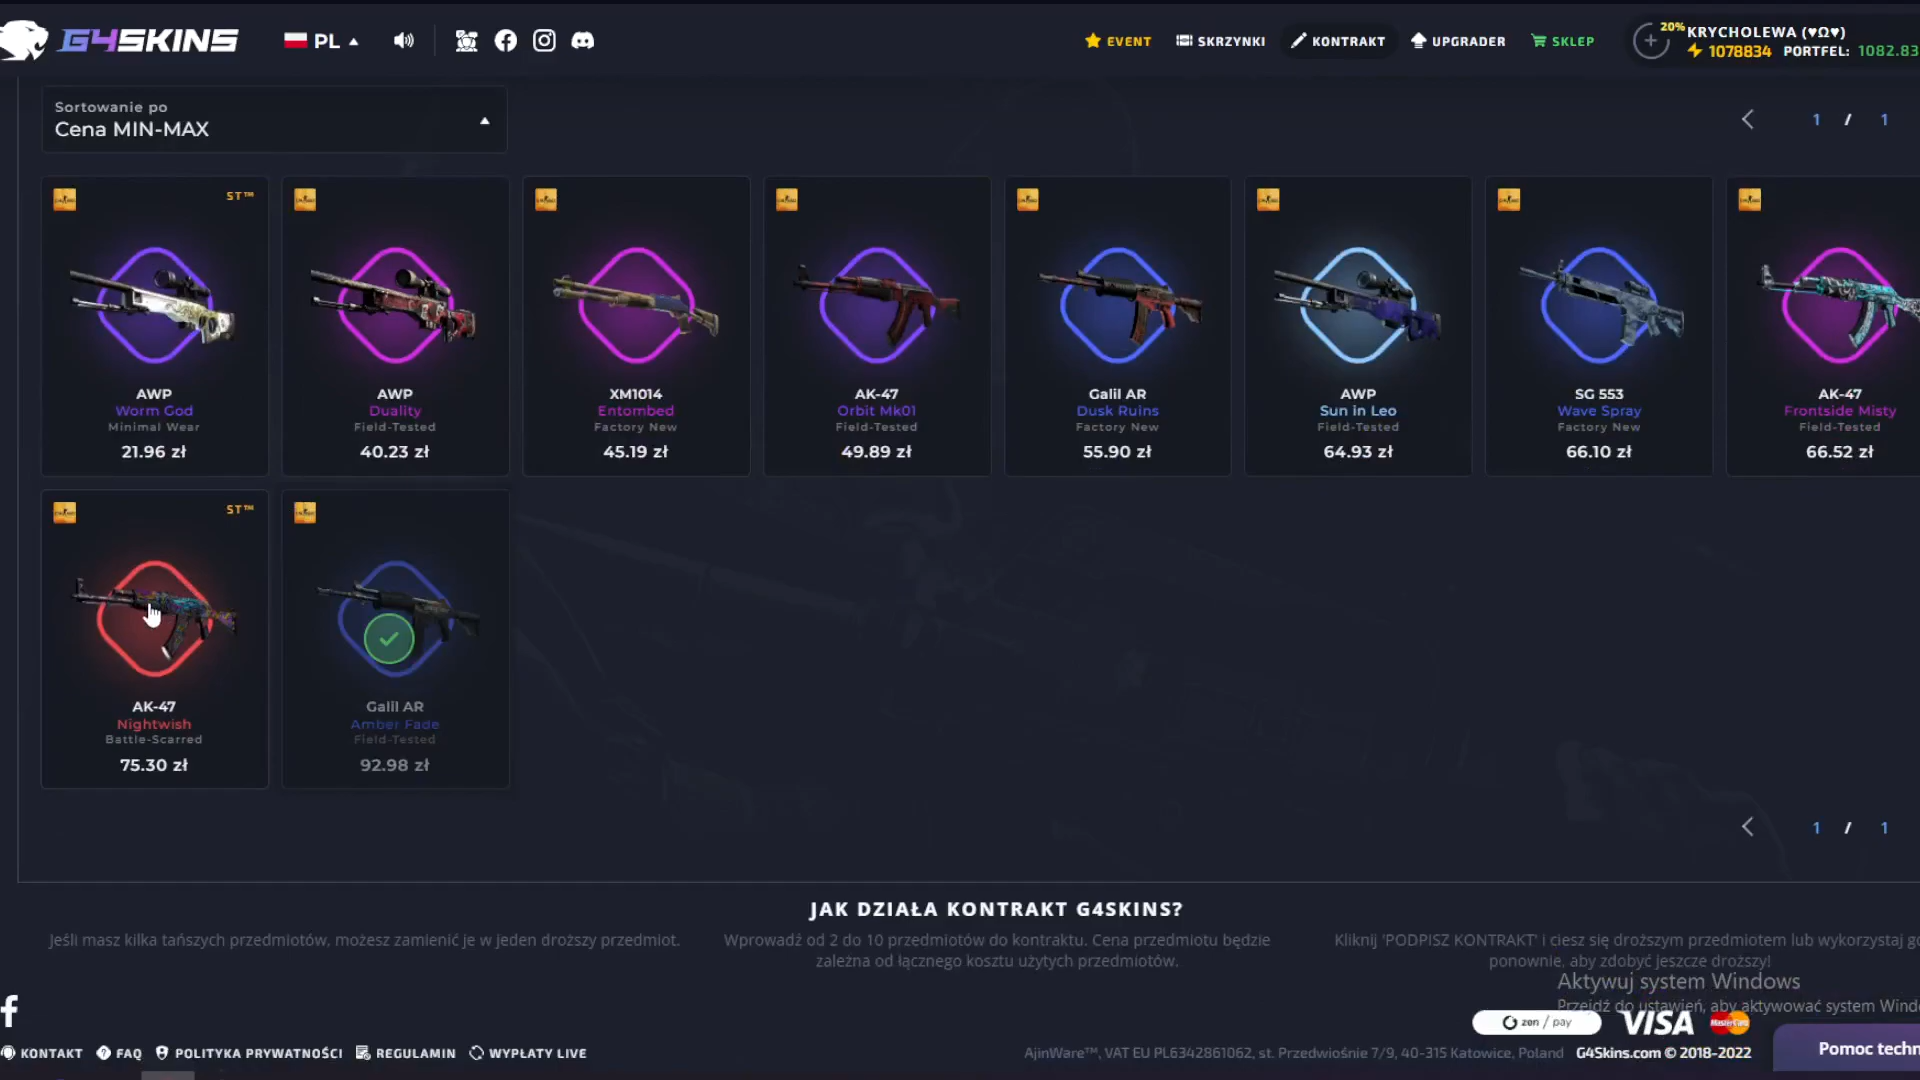 G4SKINS
PL
EVENT
SKRZYNKI
KONTRAKT
UPGRADER
SKLEP
20%
KRYCHOLEWA (♥Ω♥)
1078834 PORTFEL: 1082.83
Sortowanie po
Cena MIN-MAX
1 / 1
ST™
AWP
Worm God
Minimal Wear
21.96 zł
AWP
Duality
Field-Tested
40.23 zł
XM1014
Entombed
Factory New
45.19 zł
AK-47
Orbit Mk01
Field-Tested
49.89 zł
Galil AR
Dusk Ruins
Factory New
55.90 zł
AWP
Sun in Leo
Field-Tested
64.93 zł
SG 553
Wave Spray
Factory New
66.10 zł
AK-47
Frontside Misty
Field-Tested
66.52 zł
ST™
AK-47
Nightwish
Battle-Scarred
75.30 zł
Galil AR
Amber Fade
Field-Tested
92.98 zł
1 / 1
JAK DZIAŁA KONTRAKT G4SKINS?
Jeśli masz kilka tańszych przedmiotów, możesz zamienić je w jeden droższy przedmiot.
Wprowadź od 2 do 10 przedmiotów do kontraktu. Cena przedmiotu będzie
zależna od łącznego kosztu użytych przedmiotów.
Kliknij 'PODPISZ KONTRAKT' i ciesz się droższym przedmiotem lub wykorzystaj go
ponownie, aby zdobyć jeszcze droższy!
Aktywuj system Windows
Przejdź do ustawień, aby aktywować system Wind
zen / pay
VISA
MasterCard
KONTAKT
FAQ
POLITYKA PRYWATNOŚCI
REGULAMIN
WYPŁATY LIVE
AjinWare™, VAT EU PL6342861062, st. Przedwiośnie 7/9, 40-315 Katowice, Poland
G4Skins.com © 2018-2022
Pomoc techn